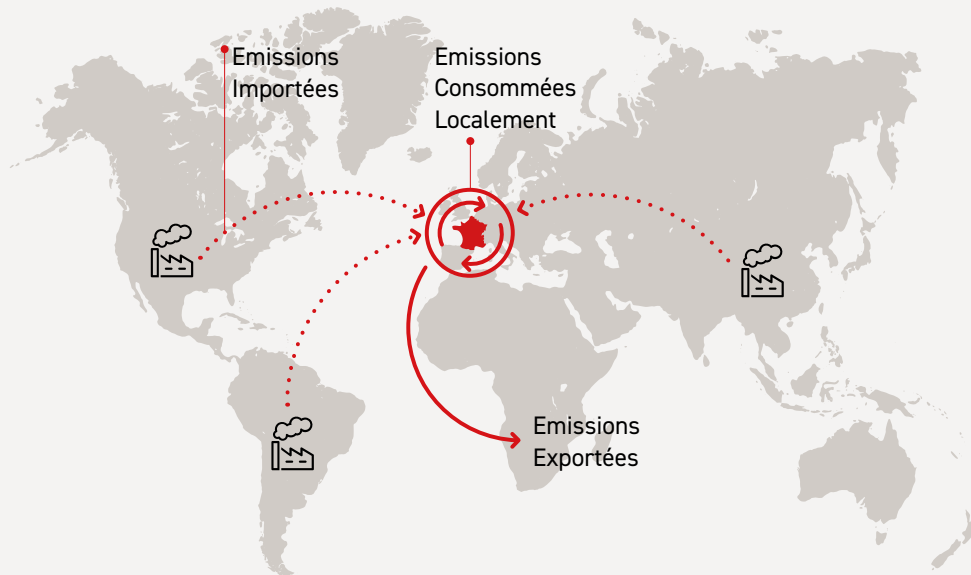 Emissions
Importées
Emissions
Consommées
Localement
Emissions
Exportées